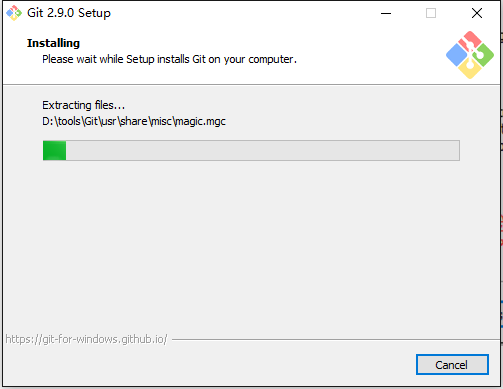 Git 2.9.0 Setup
Installing
Please wait while Setup installs Git on your computer.
Extracting files...
D:\tools\Git\usr\share\misc\magic.mgc
https://git-for-windows.github.io/
Cancel